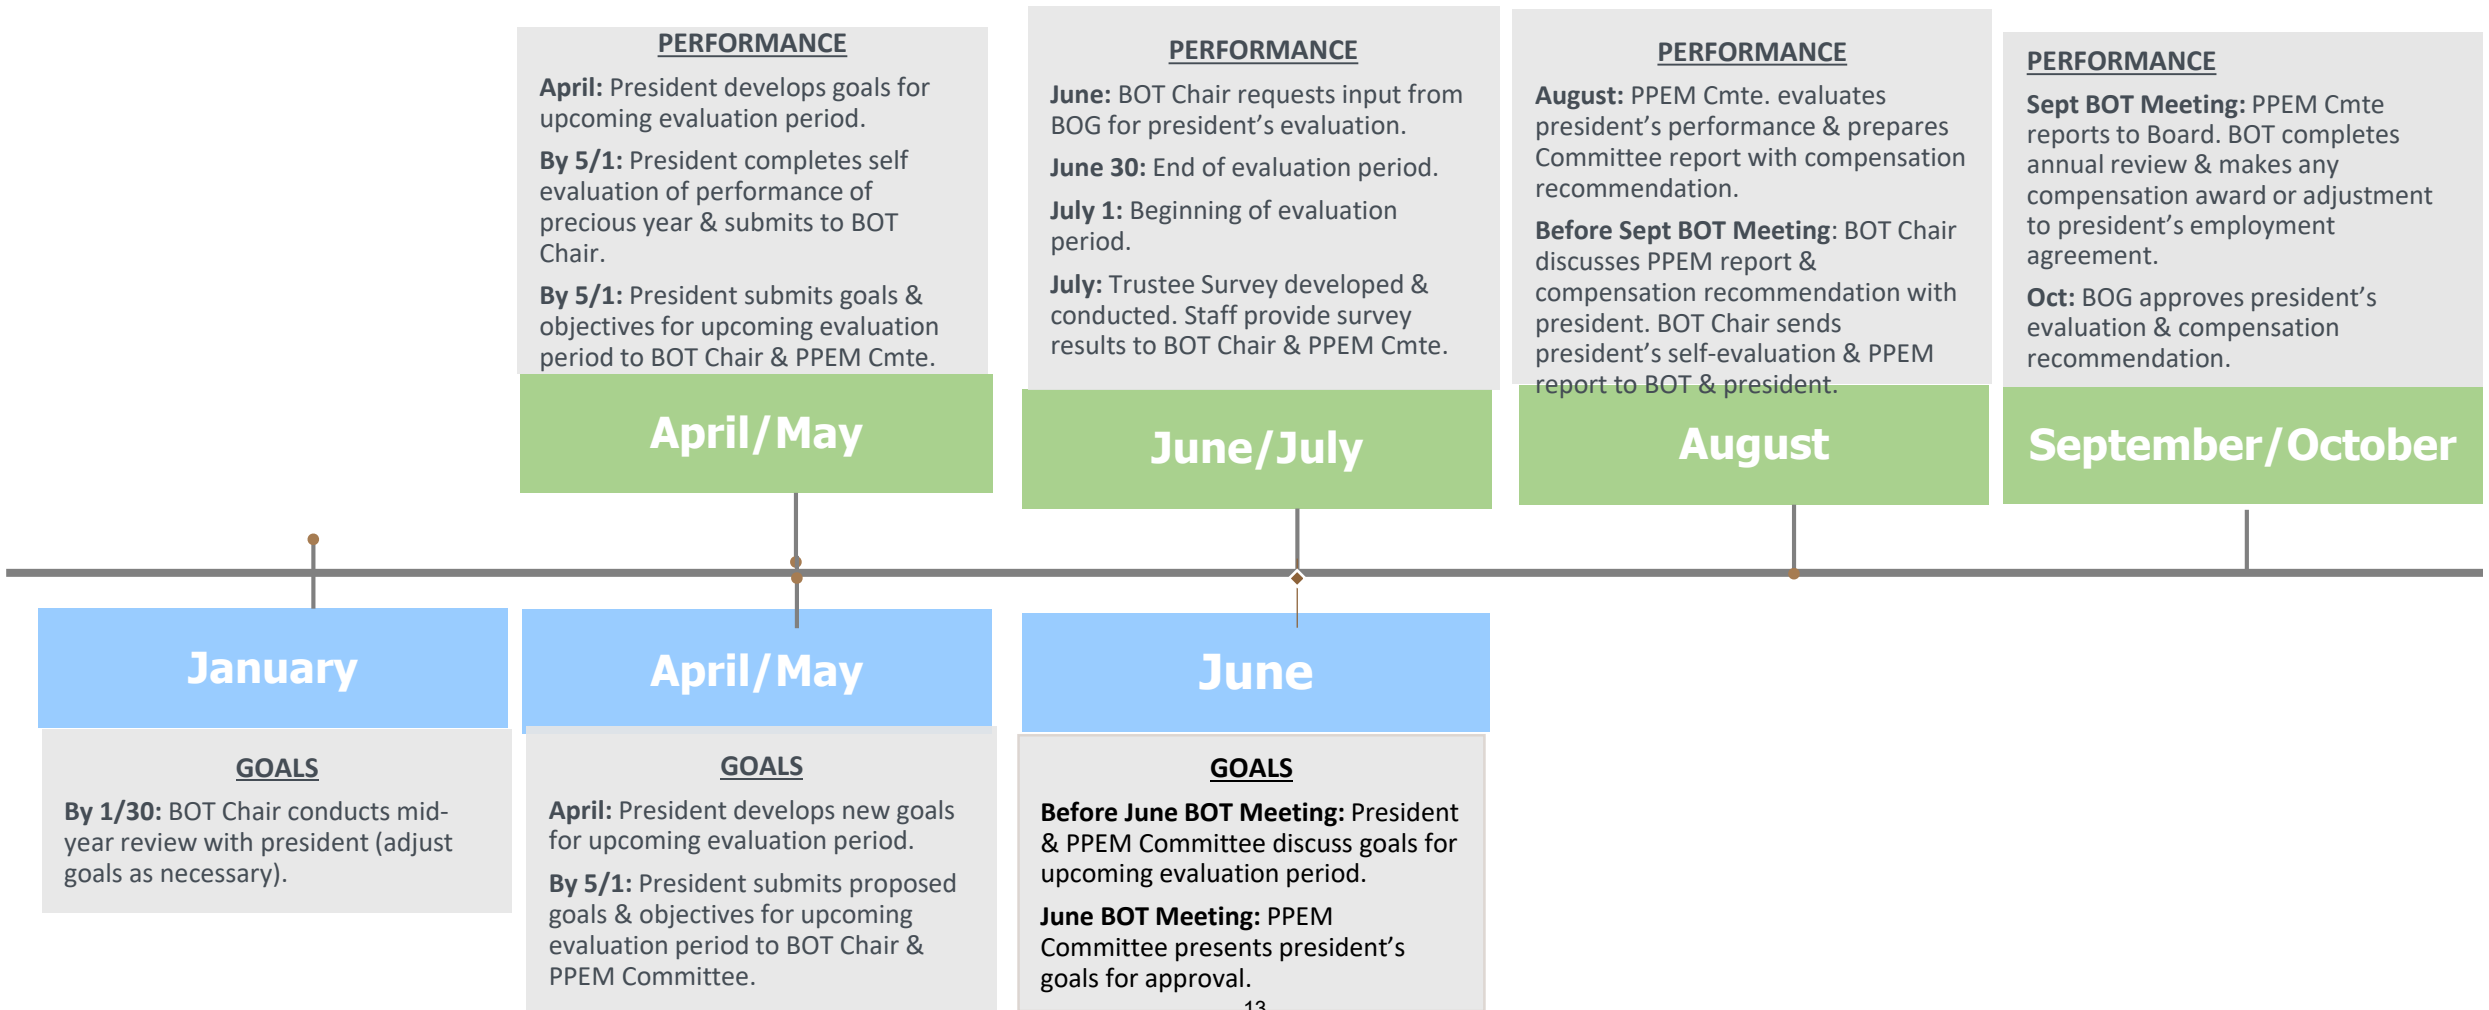 PERFORMANCE
April: President develops goals for
upcoming evaluation period.
By 5/1: President completes self
evaluation of performance of
precious year & submits to BOT
Chair.
By 5/1: President submits goals &
objectives for upcoming evaluation
period to BOT Chair & PPEM Cmte.
April/May
PERFORMANCE
June: BOT Chair requests input from
BOG for president’s evaluation.
June 30: End of evaluation period.
July 1: Beginning of evaluation
period.
July: Trustee Survey developed &
conducted. Staff provide survey
results to BOT Chair & PPEM Cmte.
June/July
PERFORMANCE
August: PPEM Cmte. evaluates
president’s performance & prepares
Committee report with compensation
recommendation.
Before Sept BOT Meeting: BOT Chair
discusses PPEM report &
compensation recommendation with
president. BOT Chair sends
president’s self-evaluation & PPEM
report to BOT & president.
August
PERFORMANCE
Sept BOT Meeting: PPEM Cmte
reports to Board. BOT completes
annual review & makes any
compensation award or adjustment
to president’s employment
agreement.
Oct: BOG approves president’s
evaluation & compensation
recommendation.
September/October
January
GOALS
By 1/30: BOT Chair conducts mid-
year review with president (adjust
goals as necessary).
April/May
GOALS
April: President develops new goals
for upcoming evaluation period.
By 5/1: President submits proposed
goals & objectives for upcoming
evaluation period to BOT Chair &
PPEM Committee.
June
GOALS
Before June BOT Meeting: President
& PPEM Committee discuss goals for
upcoming evaluation period.
June BOT Meeting: PPEM
Committee presents president’s
goals for approval.
13